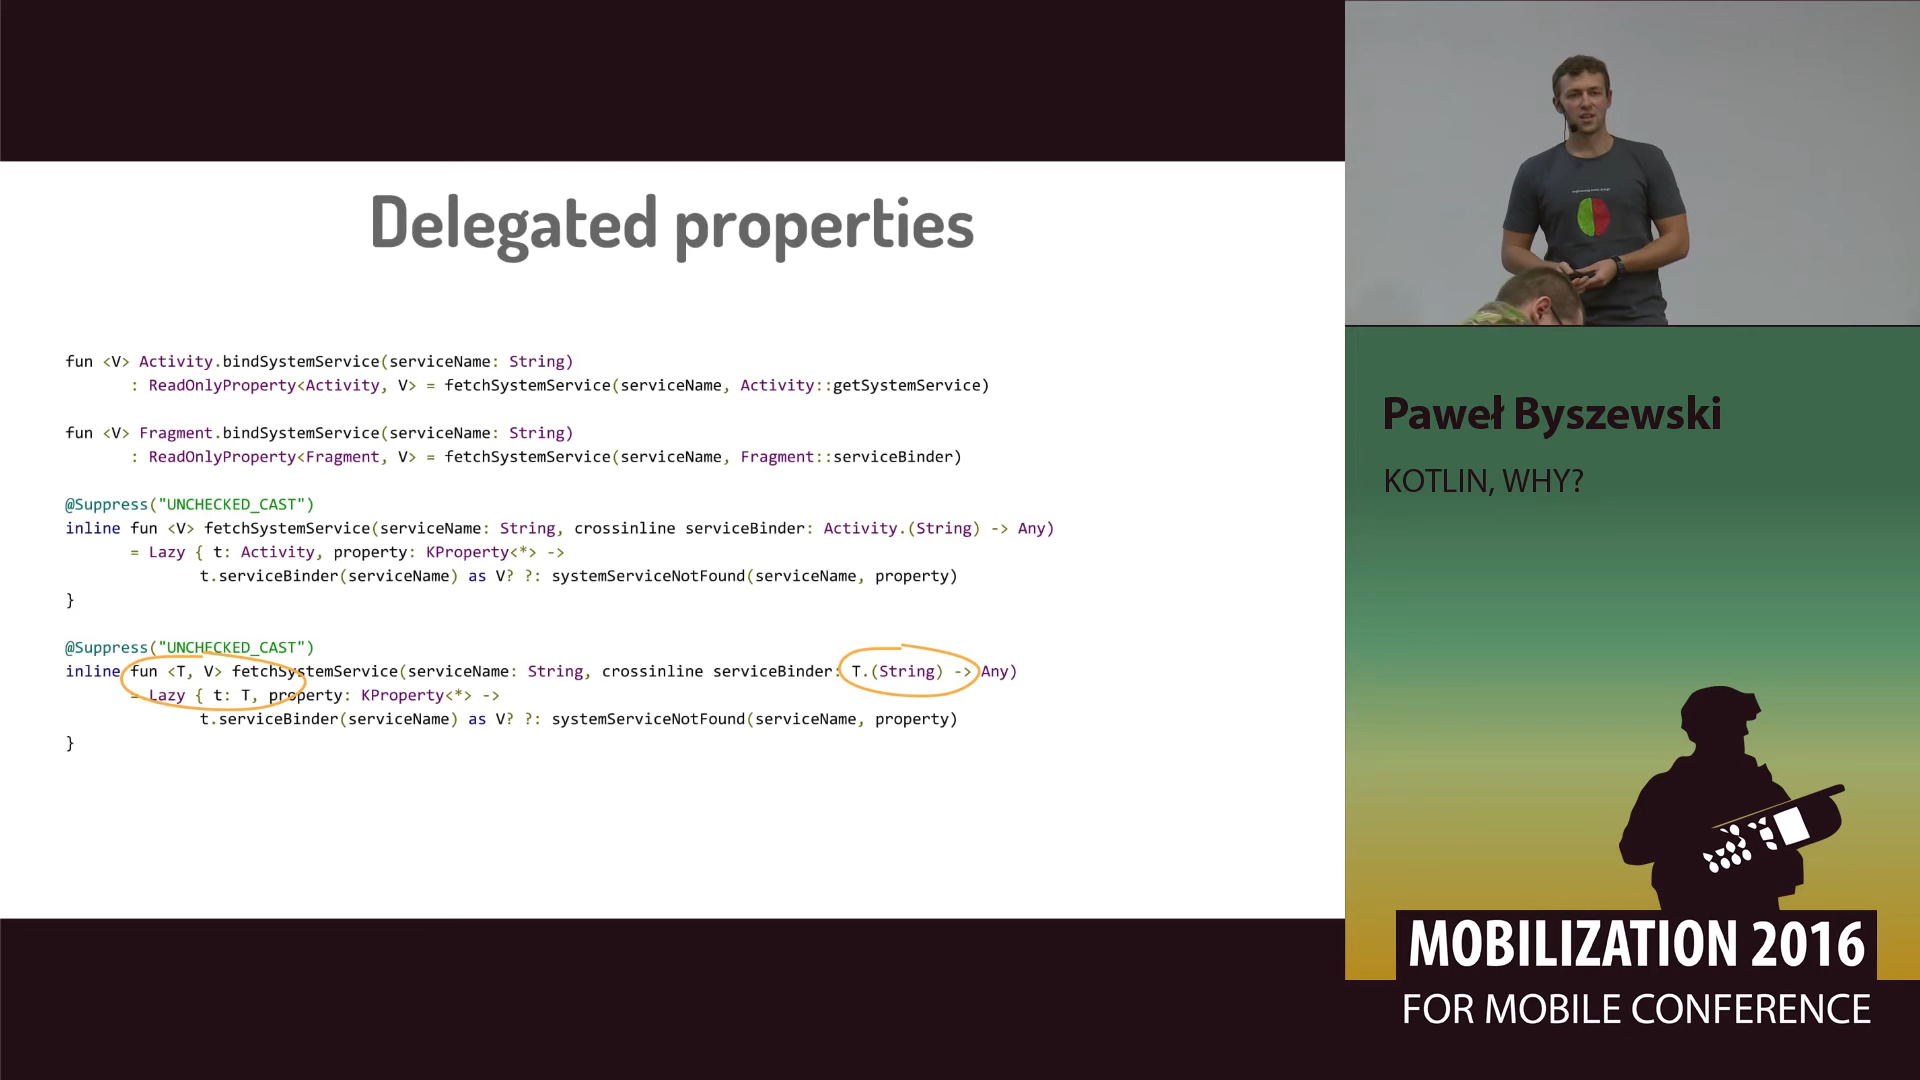 Delegated properties
fun <V> Activity.bindSystemService(serviceName: String)
: ReadOnlyProperty<Activity, V> = fetchSystemService(serviceName, Activity::getSystemService)
fun <V> Fragment.bindSystemService(serviceName: String)
: ReadOnlyProperty<Fragment, V> = fetchSystemService(serviceName, Fragment::serviceBinder)
@Suppress("UNCHECKED_CAST")
inline fun <V> fetchSystemService(serviceName: String, crossinline serviceBinder: Activity.(String) -> Any)
= Lazy { t: Activity, property: KProperty<*> ->
t.serviceBinder(serviceName) as V? ?: systemServiceNotFound(serviceName, property)
}
@Suppress("UNCHECKED_CAST")
inline fun <T, V> fetchSystemService(serviceName: String, crossinline serviceBinder: T.(String) -> Any)
= Lazy { t: T, property: KProperty<*> ->
t.serviceBinder(serviceName) as V? ?: systemServiceNotFound(serviceName, property)
}
Paweł Byszewski
KOTLIN, WHY?
MOBILIZATION 2016
FOR MOBILE CONFERENCE